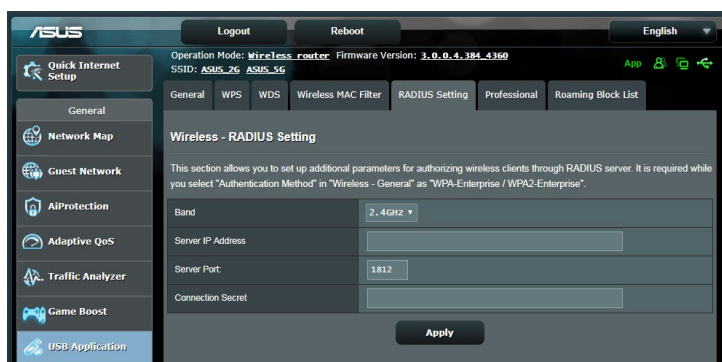 ASUS
Logout
Reboot
English
Quick Internet
Setup
Operation Mode: Wireless router Firmware Version: 3.0.0.4.384_4360
SSID: ASUS_2G ASUS_5G
App
General
WPS
WDS
Wireless MAC Filter
RADIUS Setting
Professional
Roaming Block List
General
Network Map
Guest Network
AiProtection
Adaptive QoS
Traffic Analyzer
Game Boost
USB Application
Wireless - RADIUS Setting
This section allows you to set up additional parameters for authorizing wireless clients through RADIUS server. It is required while
you select "Authentication Method" in "Wireless - General" as "WPA-Enterprise / WPA2-Enterprise".
Band
2.4GHz
Server IP Address
Server Port:
1812
Connection Secret
Apply